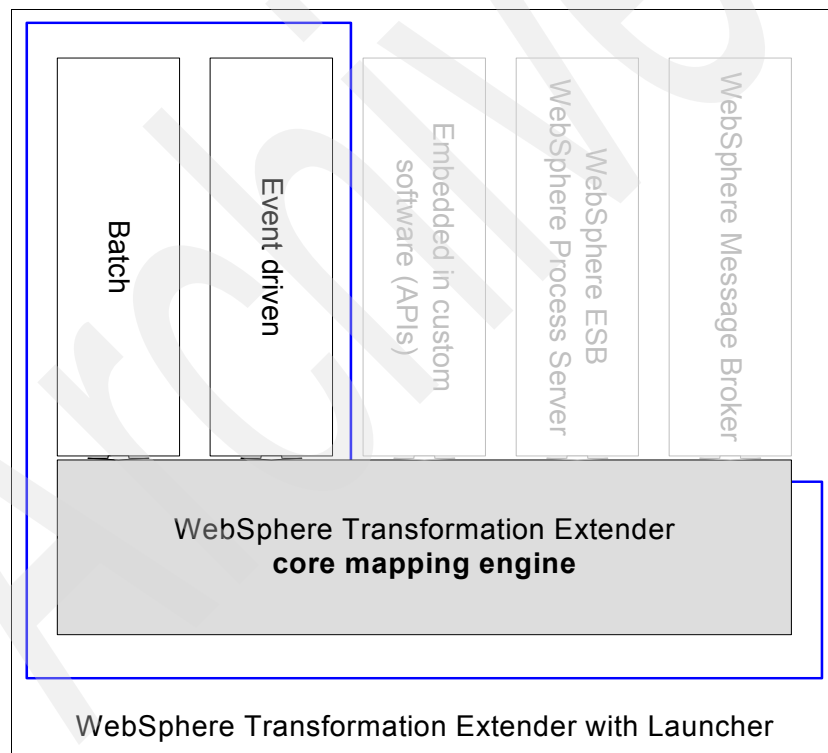 Batch
Event driven
Embedded in custom
software (APIs)
WebSphere ESB
WebSphere Process Server
WebSphere Message Broker
WebSphere Transformation Extender
core mapping engine
WebSphere Transformation Extender with Launcher
Archive